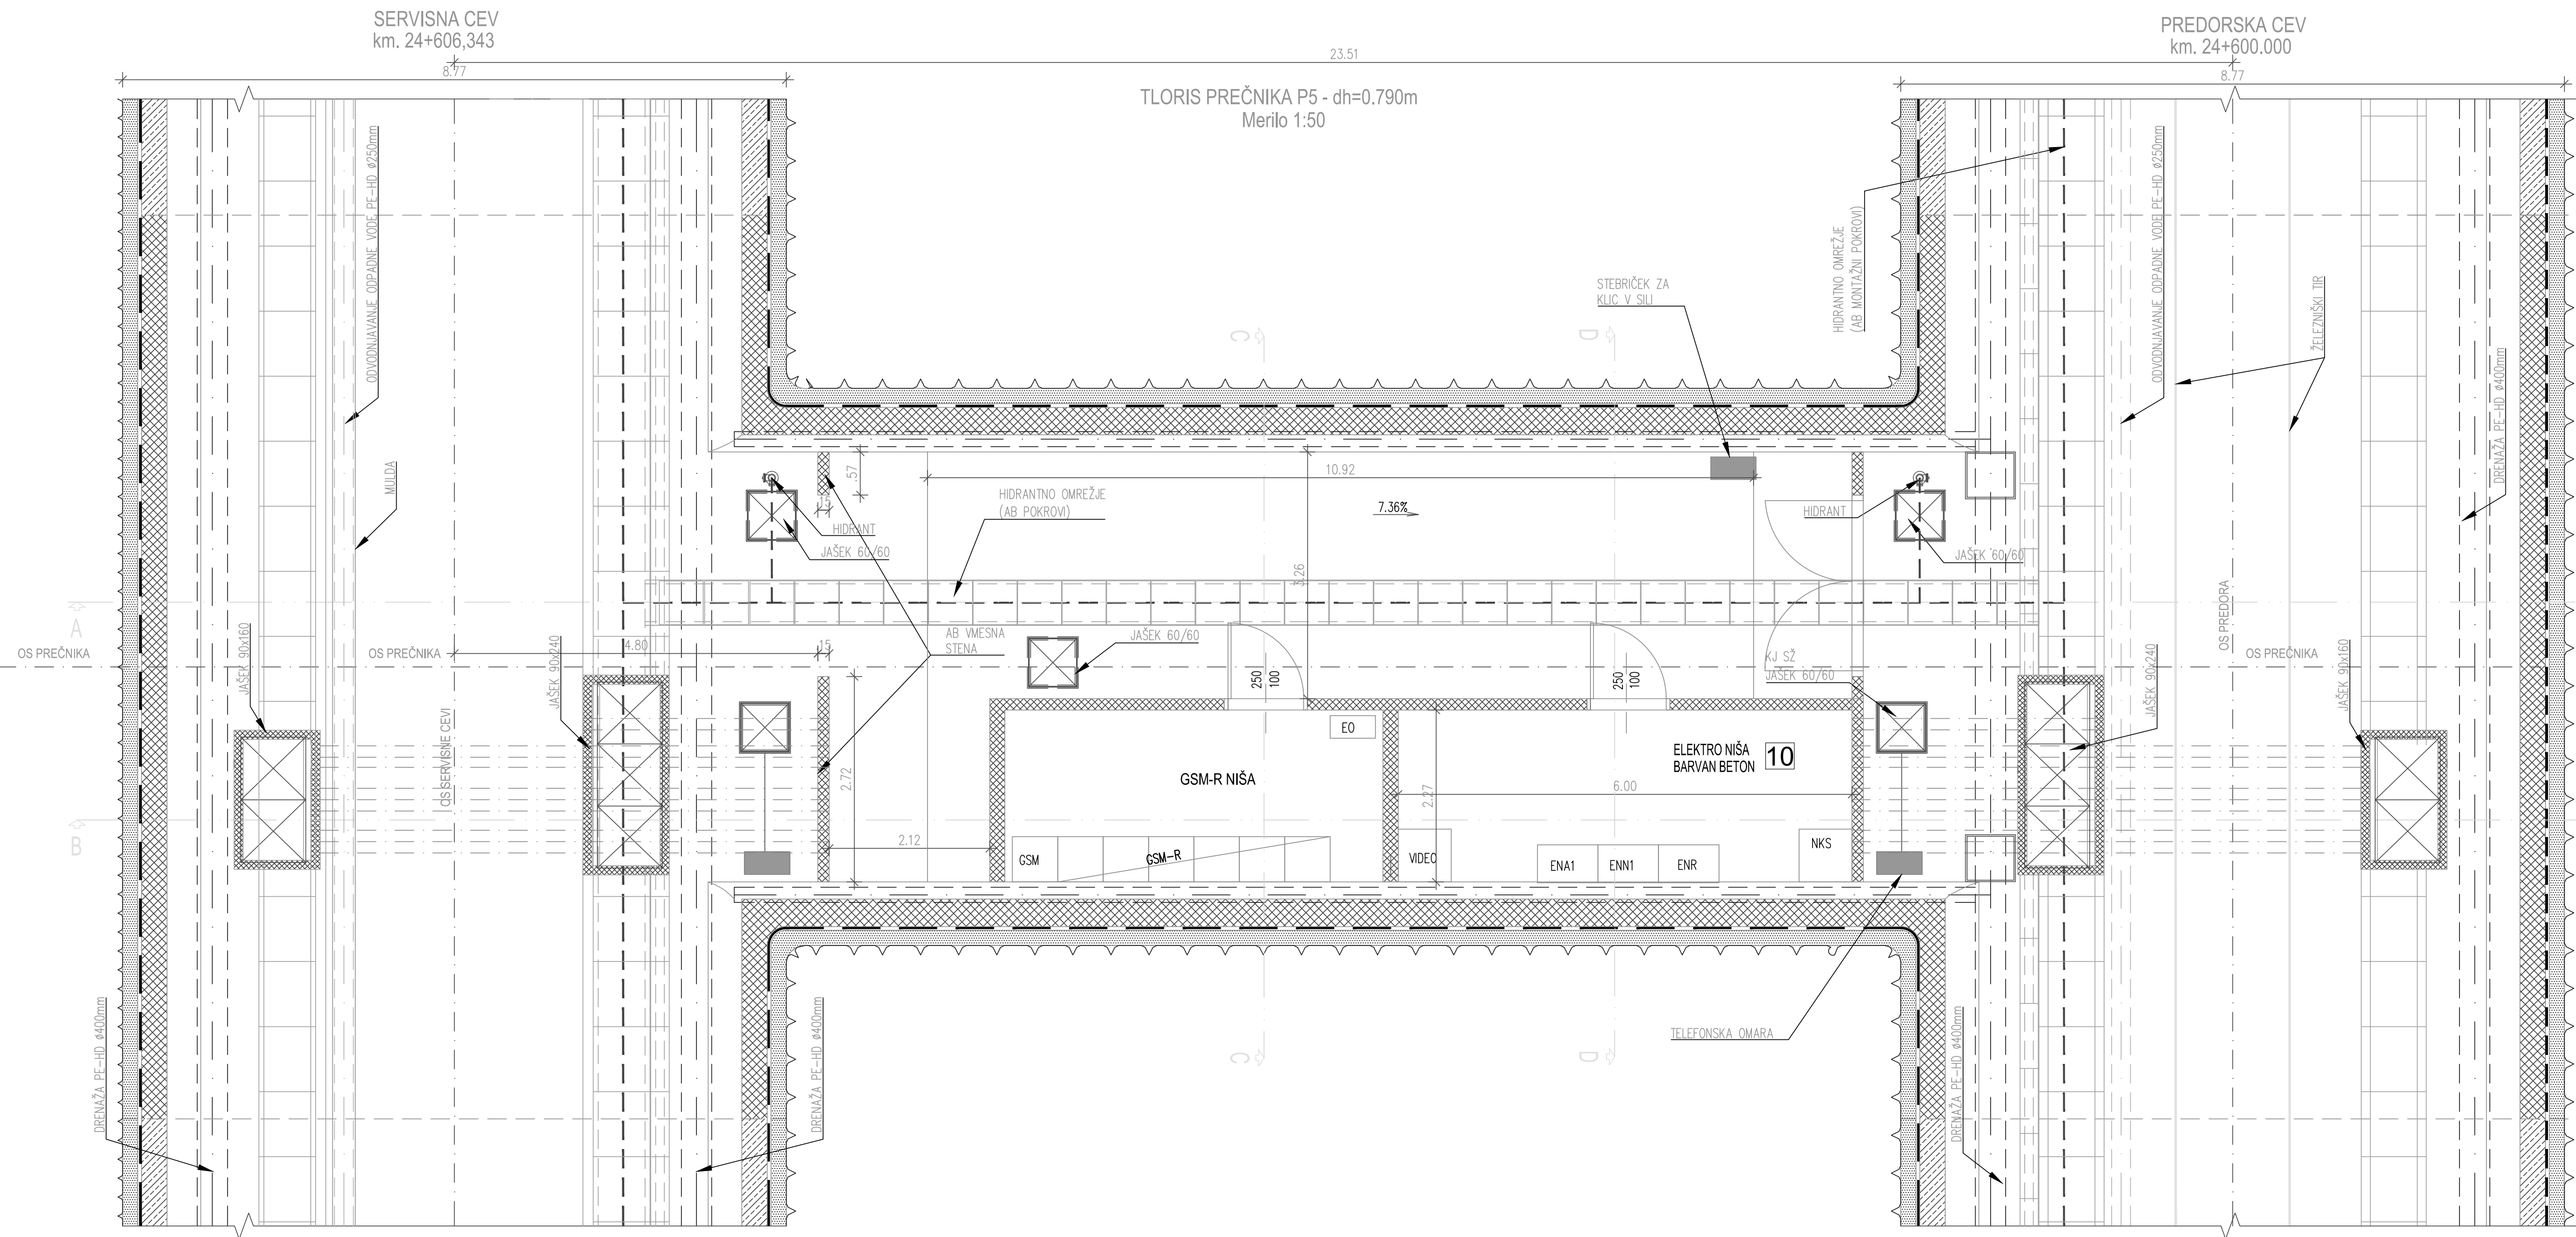 SERVISNA CEV
km. 24+606,343
PREDORSKA CEV
km. 24+600.000
23.51
8.77
8.77
TLORIS PREČNIKA P5 - dh=0.790m
Merilo 1:50
ODVODNJAVANJE ODPADNE VODE PE-HD ø250mm
MULDA
HIDRANTNO OMREŽJE
(AB MONTAŽNI POKROVI)
ODVODNJAVANJE ODPADNE VODE PE-HD ø250mm
ŽELEZNIŠKI TIR
DRENAŽA PE-HD ø400mm
STEBRIČEK ZA
KLIC V SILI
C
D
.57
15
10.92
HIDRANTNO OMREŽJE
(AB POKROVI)
7.36%
HIDRANT
JAŠEK 60/60
HIDRANT
JAŠEK 60/60
3.26
A
OS PREČNIKA
JAŠEK 90x160
OS PREČNIKA
JAŠEK 90x240
4.80
15
AB VMESNA
STENA
JAŠEK 60/60
250
100
250
100
KJ SŽ
JAŠEK 60/60
OS PREDORA
OS PREČNIKA
JAŠEK 90x240
JAŠEK 90x160
OS SERVISNE CEVI
EO
GSM-R NIŠA
ELEKTRO NIŠA
BARVAN BETON
10
2.72
2.27
6.00
B
2.12
GSM
GSM-R
VIDEO
ENA1
ENN1
ENR
NKS
TELEFONSKA OMARA
C
D
DRENAŽA PE-HD ø400mm
DRENAŽA PE-HD ø400mm
DRENAŽA PE-HD ø400mm